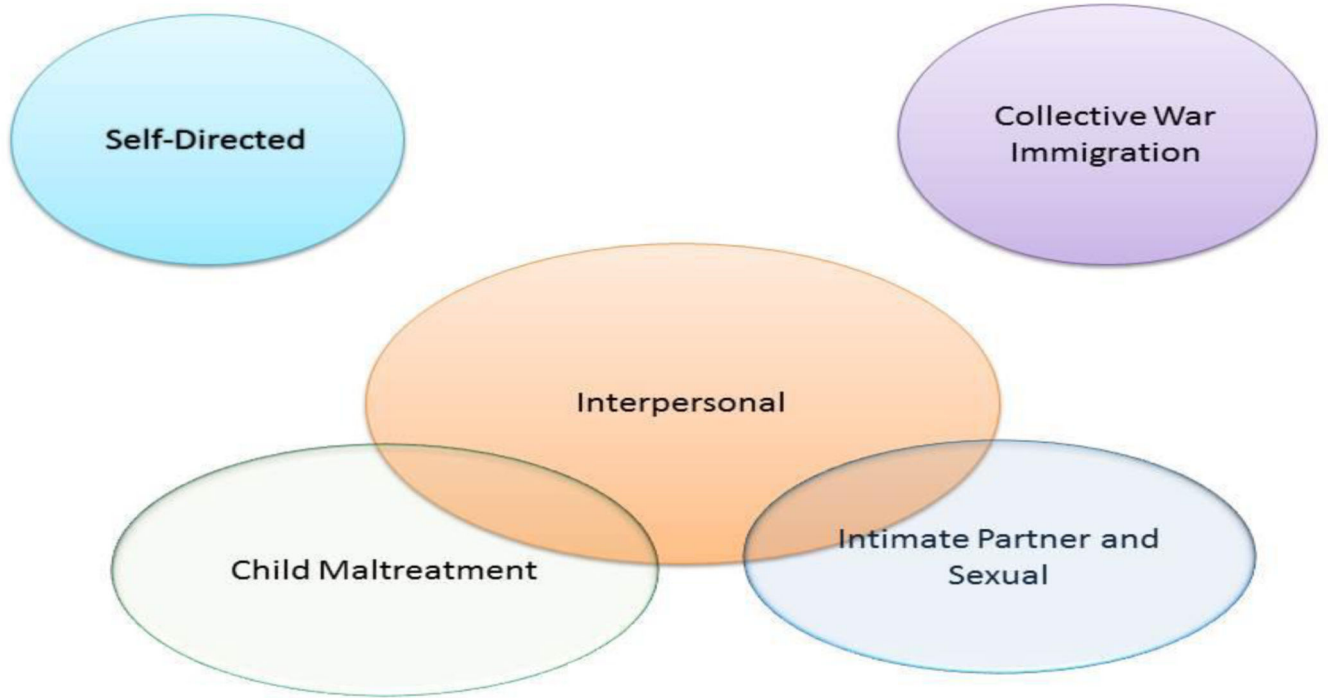 Self-Directed
Collective War
Immigration
Interpersonal
Child Maltreatment
Intimate Partner and
Sexual